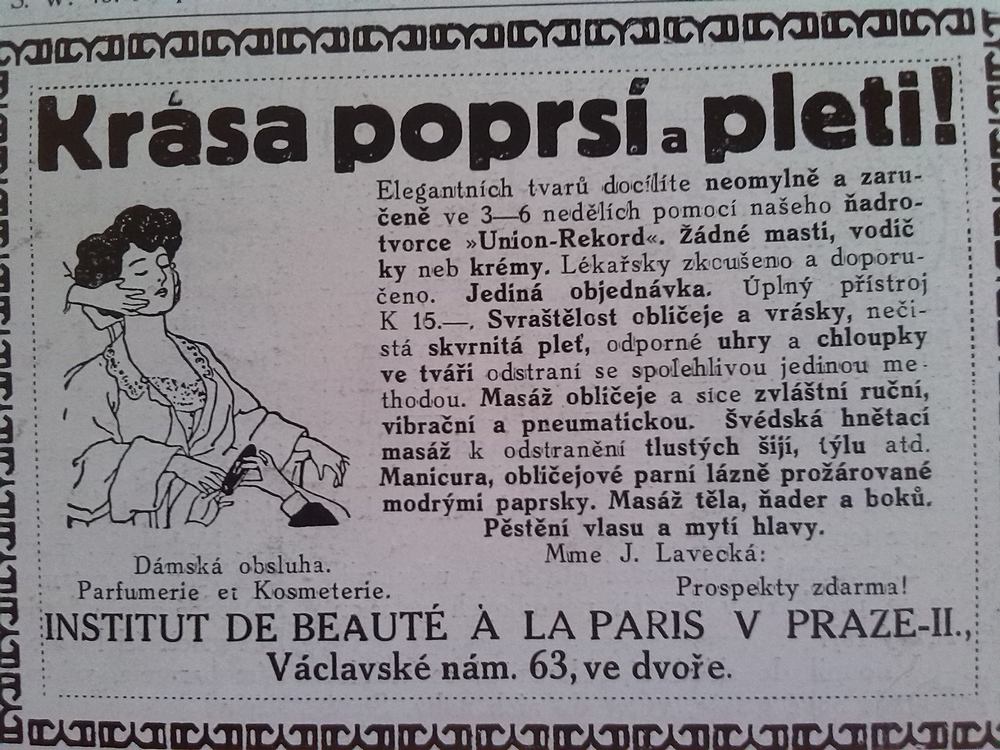 Krása poprsí a pleti!
Elegantních tvarů docílíte neomylně a zaru-
čeně ve 3—6 nedělích pomocí našeho ňadro-
tvorce »Union-Rekord«. Žádné masti, vodič
ky neb krémy. Lékařsky zkoušeno a doporu-
čeno. Jediná objednávka. Úplný přístroj
K 15.—. Svraštělost obličeje a vrásky, neči-
stá skvrnitá pleť, odporné uhry a chloupky
ve tváři odstraní se spolehlivou jedinou me-
thodou. Masáž obličeje a sice zvláštní ruční,
vibrační a pneumatickou. Švédská hnětací
masáž k odstranění tlustých šijí, týlu atd.
Manicura, obličejové parní lázně prožárované
modrými paprsky. Masáž těla, ňader a boků.
Pěstění vlasu a mytí hlavy.
Mme J. Lavecká:
Dámská obsluha.
Parfumerie et Kosmeterie.
Prospekty zdarma!
INSTITUT DE BEAUTÉ À LA PARIS V PRAZE-II.,
Václavské nám. 63, ve dvoře.